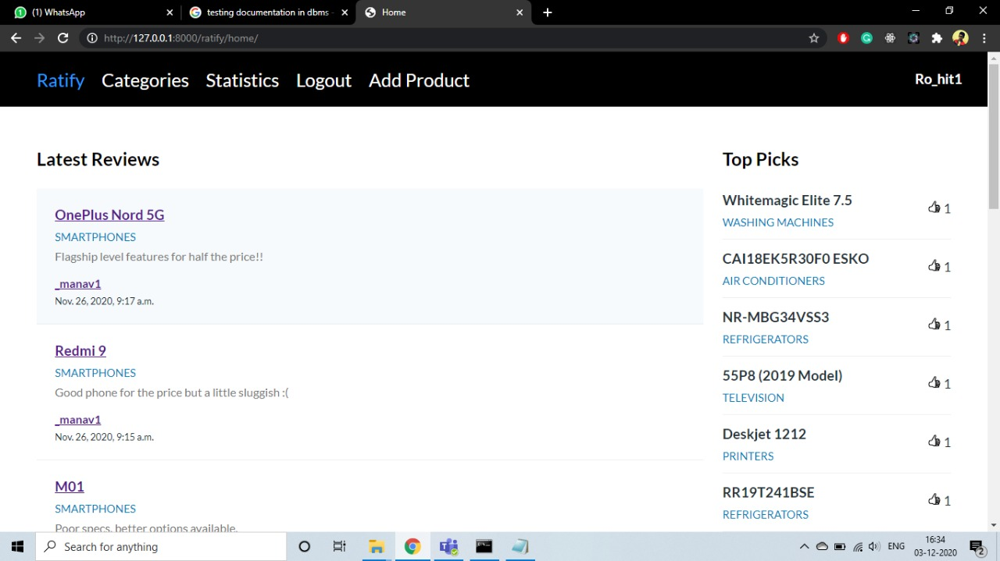 (1) WhatsApp
testing documentation in dbms -
Home
http://127.0.0.1:8000/ratify/home/
Ratify Categories Statistics Logout Add Product
Ro_hit1
Latest Reviews
OnePlus Nord 5G
SMARTPHONES
Flagship level features for half the price!!
_manav1
Nov. 26, 2020, 9:17 a.m.
Redmi 9
SMARTPHONES
Good phone for the price but a little sluggish :(
_manav1
Nov. 26, 2020, 9:15 a.m.
M01
SMARTPHONES
Poor specs, better options available.
Top Picks
Whitemagic Elite 7.5
1
WASHING MACHINES
CAI18EK5R30F0 ESKO
1
AIR CONDITIONERS
NR-MBG34VSS3
1
REFRIGERATORS
55P8 (2019 Model)
1
TELEVISION
Deskjet 1212
1
PRINTERS
RR19T241BSE
1
REFRIGERATORS
Search for anything
ENG
16:34
03-12-2020
2